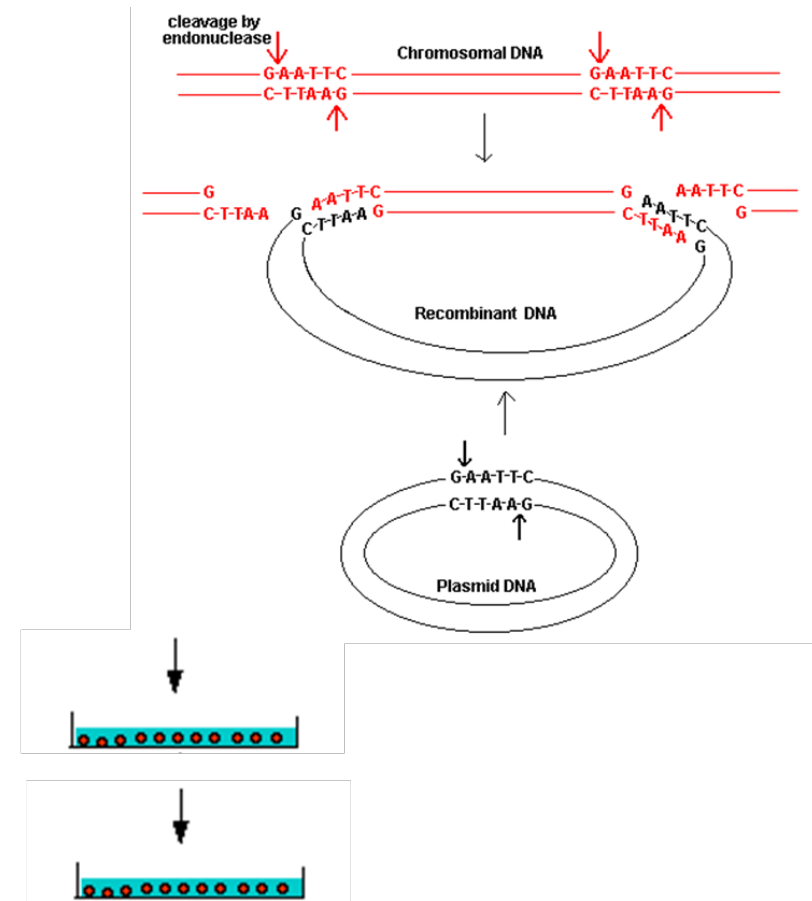 cleavage by
endonuclease
Chromosomal DNA
G-A-A-T-T-C G-A-A-T-T-C
C-T-T-A-A-G C-T-T-A-A-G
G A-A-T-T-C G A-A-T-T-C
C-T-T-A-A G G C A-A-T-T-C G
C-T-T-A-A T-T-A-A G
Recombinant DNA
G-A-A-T-T-C
C-T-T-A-A-G
Plasmid DNA